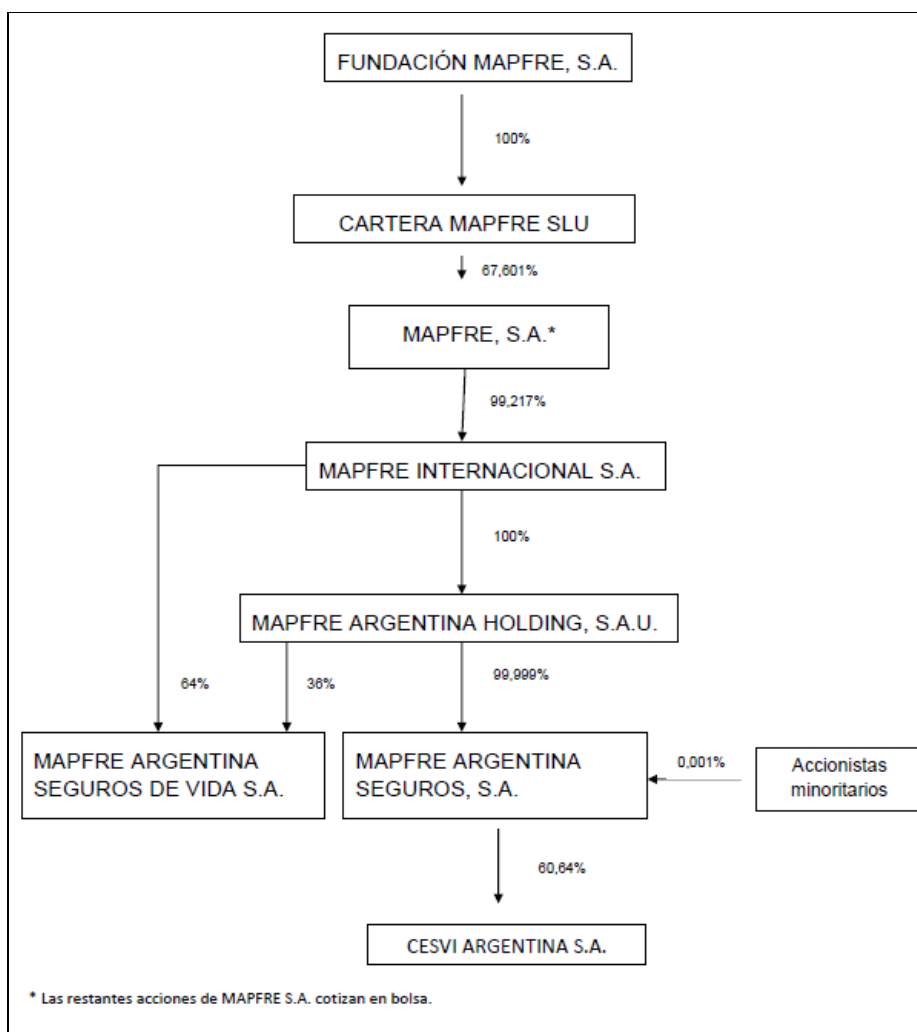 FUNDACIÓN MAPFRE, S.A.
100%
CARTERA MAPFRE SLU
67,601%
MAPFRE, S.A.*
99,217%
MAPFRE INTERNACIONAL S.A.
100%
MAPFRE ARGENTINA HOLDING, S.A.U.
64%
36%
99,999%
MAPFRE ARGENTINA
SEGUROS DE VIDA S.A.
MAPFRE ARGENTINA
SEGUROS, S.A.
0,001%
Accionistas
minoritarios
60,64%
CESVI ARGENTINA S.A.
* Las restantes acciones de MAPFRE S.A. cotizan en bolsa.